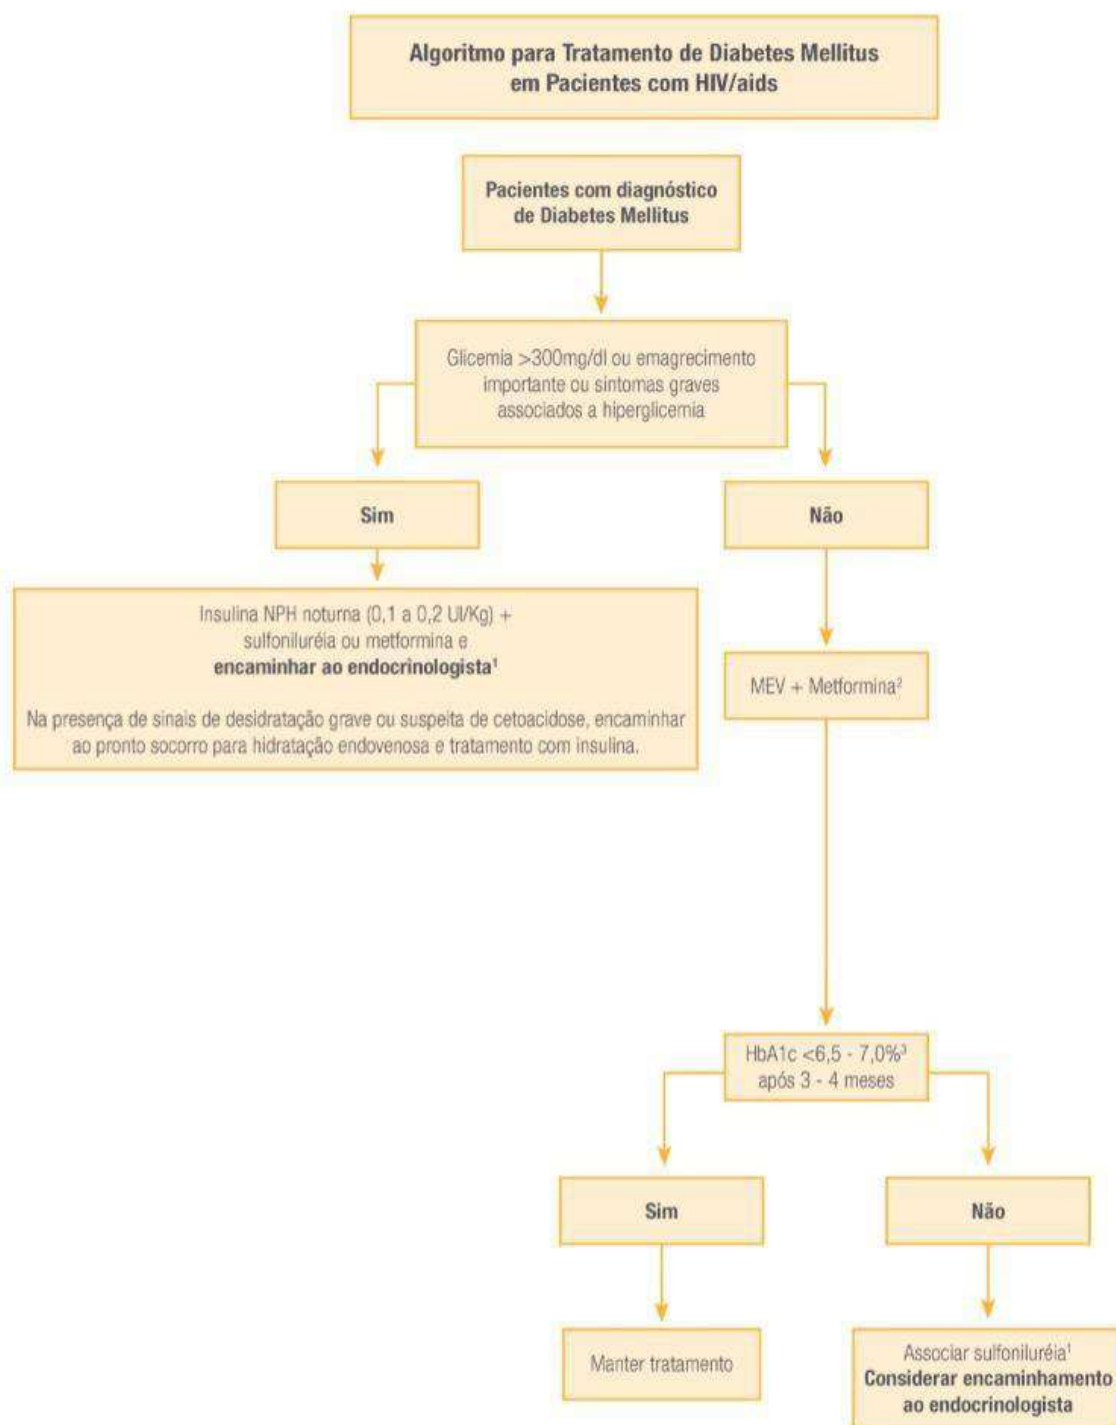 Algoritmo para Tratamento de Diabetes Mellitus
em Pacientes com HIV/aids
Pacientes com diagnóstico
de Diabetes Mellitus
Glicemia >300mg/dl ou emagrecimento
importante ou sintomas graves
associados a hiperglicemia
Sim
Não
Insulina NPH noturna (0,1 a 0,2 UI/Kg) +
sulfoniluréia ou metformina e
encaminhar ao endocrinologista¹
Na presença de sinais de desidratação grave ou suspeita de cetoacidose, encaminhar
ao pronto socorro para hidratação endovenosa e tratamento com insulina.
MEV + Metformina²
HbA1c <6,5 - 7,0%³
após 3 - 4 meses
Sim
Não
Manter tratamento
Associar sulfoniluréia¹
Considerar encaminhamento
ao endocrinologista